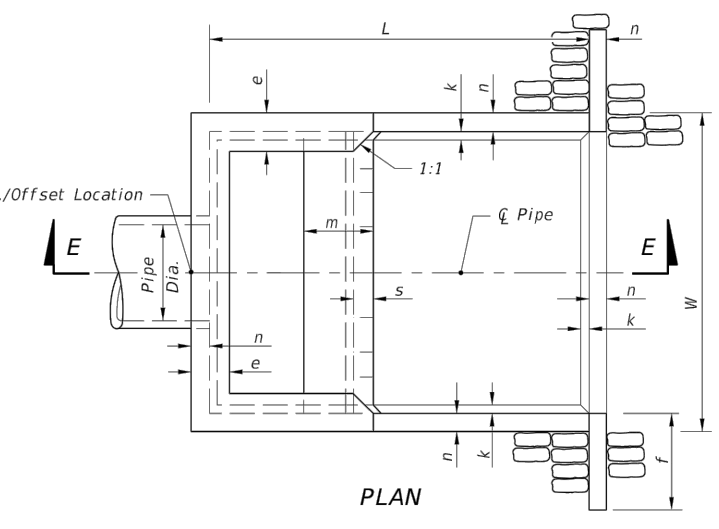 L
n
e
k
n
1:1
./Offset Location
m
℄ Pipe
E
E
Pipe
Dia.
s
n
W
n
k
e
n
k
f
PLAN